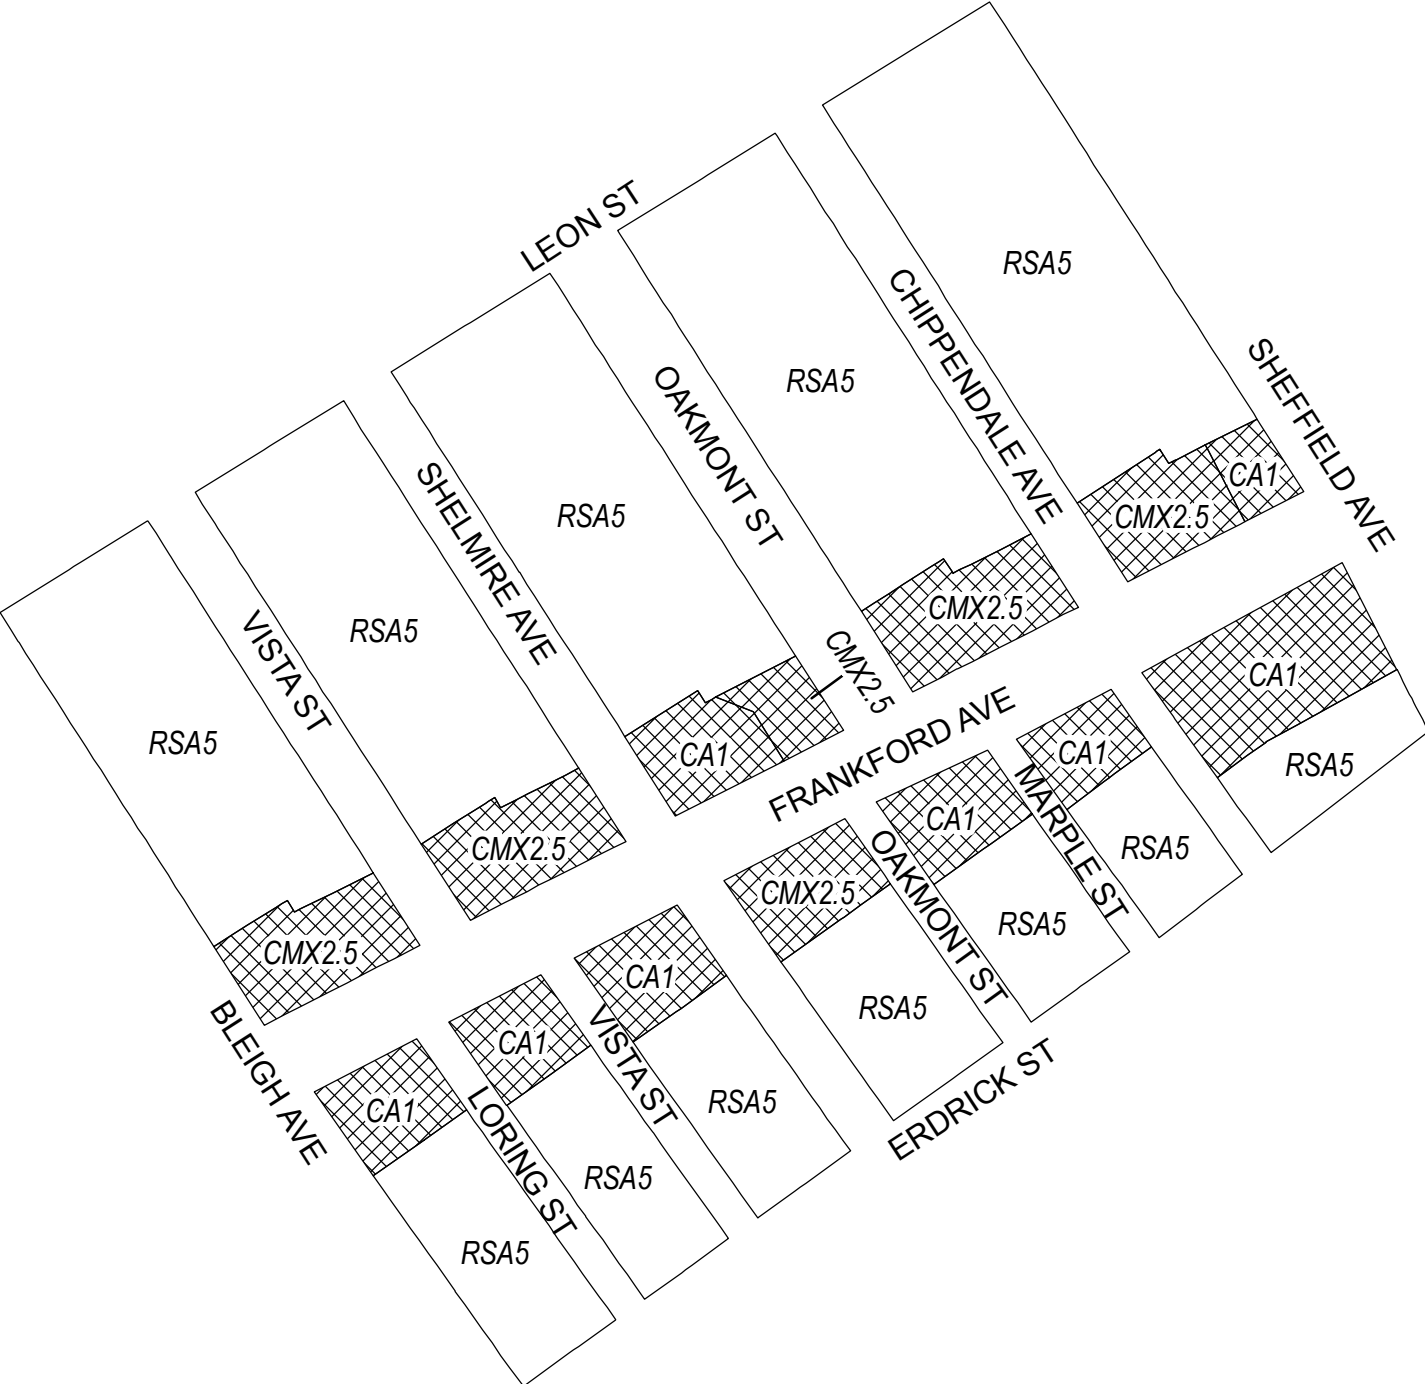 LEON ST
RSA5
CHIPPENDALE AVE
SHEFFIELD AVE
RSA5
OAKMONT ST
CA1
CMX2.5
RSA5
SHELMIRE AVE
CMX2.5
RSA5
VISTA ST
CMX2.5
CA1
RSA5
RSA5
CA1
FRANKFORD AVE
CA1
MARPLE ST
CA1
RSA5
CMX2.5
CMX2.5
OAKMONT ST
RSA5
CMX2.5
CA1
RSA5
BLEIGH AVE
CA1
VISTA ST
RSA5
ERDRICK ST
CA1
LORING ST
RSA5
RSA5